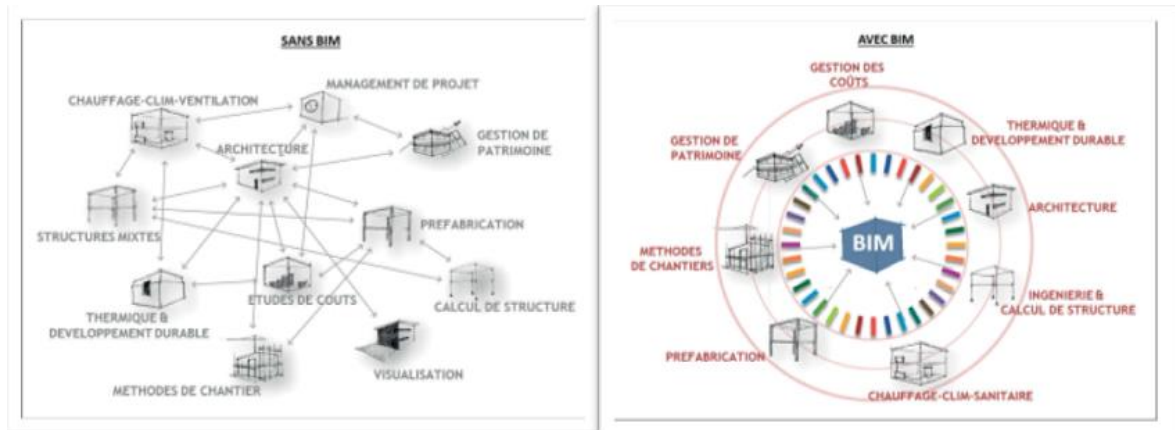 SANS BIM
MANAGEMENT DE PROJET
CHAUFFAGE-CLIM-VENTILATION
GESTION DE
PATRIMOINE
ARCHITECTURE
PREFABRICATION
STRUCTURES MIXTES
ETUDES DE COUTS
CALCUL DE STRUCTURE
THERMIQUE &
DEVELOPPEMENT DURABLE
VISUALISATION
METHODES DE CHANTIER
AVEC BIM
GESTION DES
COÛTS
THERMIQUE &
DEVELOPPEMENT DURABLE
GESTION DE
PATRIMOINE
ARCHITECTURE
BIM
METHODES
DE CHANTIERS
INGENIERIE &
CALCUL DE STRUCTURE
PREFABRICATION
CHAUFFAGE-CLIM-SANITAIRE